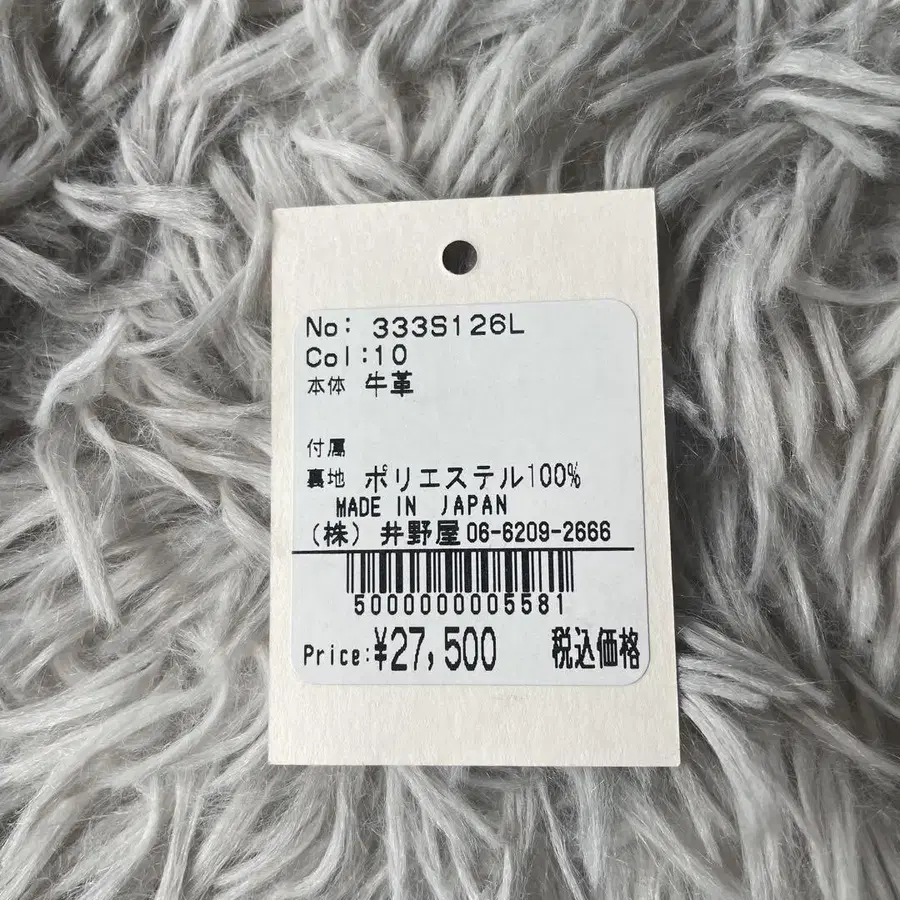 No: 333S126L
Col:10
本体 牛革
付属
裏地 ポリエステル100%
MADE IN JAPAN
(株) 井野屋 06-6209-2666
5000000005581
Price:¥27,500 税込価格